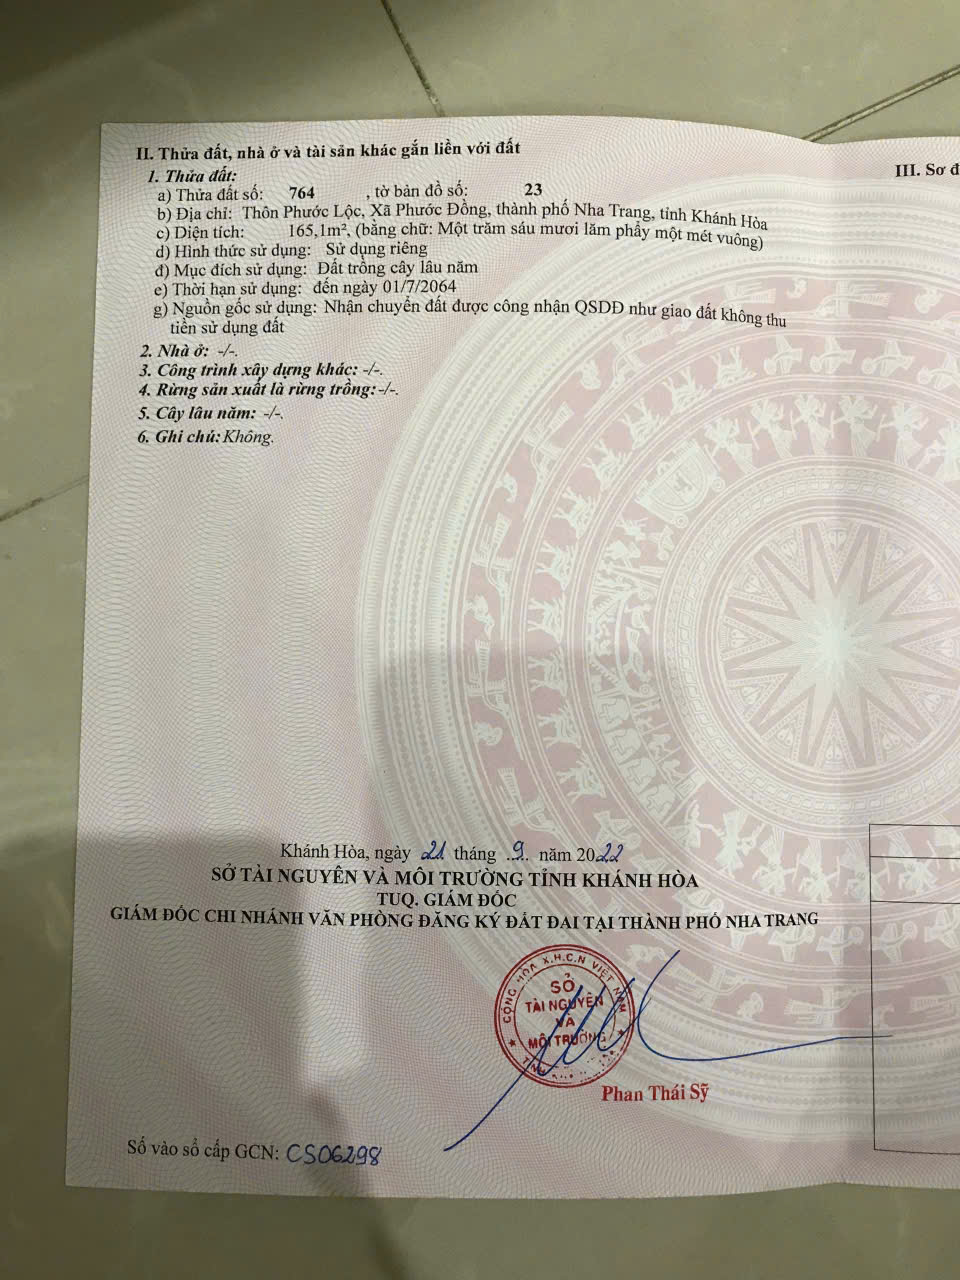 II. Thửa đất, nhà ở và tài sản khác gắn liền với đất
1. Thửa đất:
a) Thửa đất số: 764 , tờ bản đồ số: 23
b) Địa chỉ: Thôn Phước Lộc, Xã Phước Đồng, thành phố Nha Trang, tỉnh Khánh Hòa
c) Diện tích: 165,1m², (bằng chữ: Một trăm sáu mươi lăm phẩy một mét vuông)
d) Hình thức sử dụng: Sử dụng riêng
đ) Mục đích sử dụng: Đất trồng cây lâu năm
e) Thời hạn sử dụng: đến ngày 01/7/2064
g) Nguồn gốc sử dụng: Nhận chuyển đất được công nhận QSDĐ như giao đất không thu
tiền sử dụng đất
2. Nhà ở: -/-.
3. Công trình xây dựng khác: -/-.
4. Rừng sản xuất là rừng trồng: -/-.
5. Cây lâu năm: -/-.
6. Ghi chú: Không.
III. Sơ đ
Khánh Hòa, ngày 21 tháng .9.. năm 2022
SỞ TÀI NGUYÊN VÀ MÔI TRƯỜNG TỈNH KHÁNH HÒA
TUQ. GIÁM ĐỐC
GIÁM ĐỐC CHI NHÁNH VĂN PHÒNG ĐĂNG KÝ ĐẤT ĐAI TẠI THÀNH PHỐ NHA TRANG
CỘNG HÒA X.H.C.N VIỆT NAM
SỞ
TÀI NGUYÊN
VÀ
MÔI TRƯỜNG
TỈNH
Phan Thái Sỹ
Số vào sổ cấp GCN: CS06298